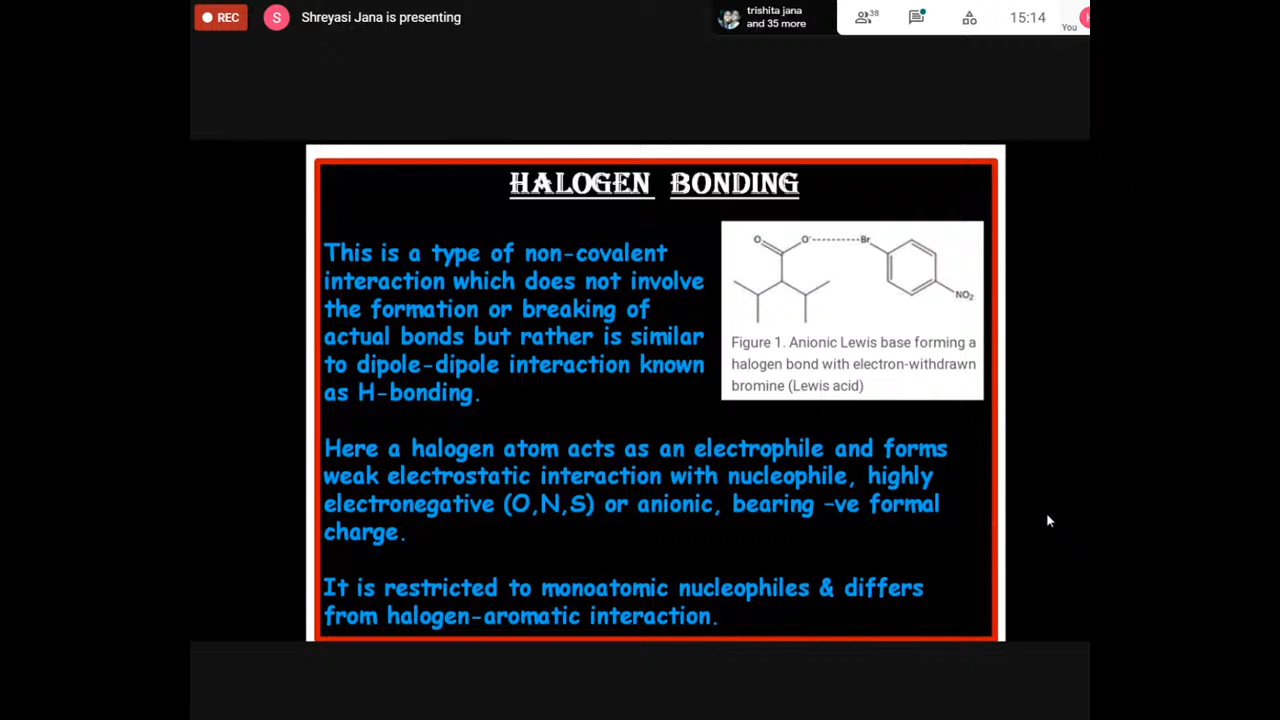 REC
S
Shreyasi Jana is presenting
trishita jana
and 35 more
38
15:14
You
HALOGEN BONDING
This is a type of non-covalent
interaction which does not involve
the formation or breaking of
actual bonds but rather is similar
to dipole-dipole interaction known
as H-bonding.
O
O-
Br
NO2
Figure 1. Anionic Lewis base forming a
halogen bond with electron-withdrawn
bromine (Lewis acid)
Here a halogen atom acts as an electrophile and forms
weak electrostatic interaction with nucleophile, highly
electronegative (O,N,S) or anionic, bearing –ve formal
charge.
It is restricted to monoatomic nucleophiles & differs
from halogen-aromatic interaction.